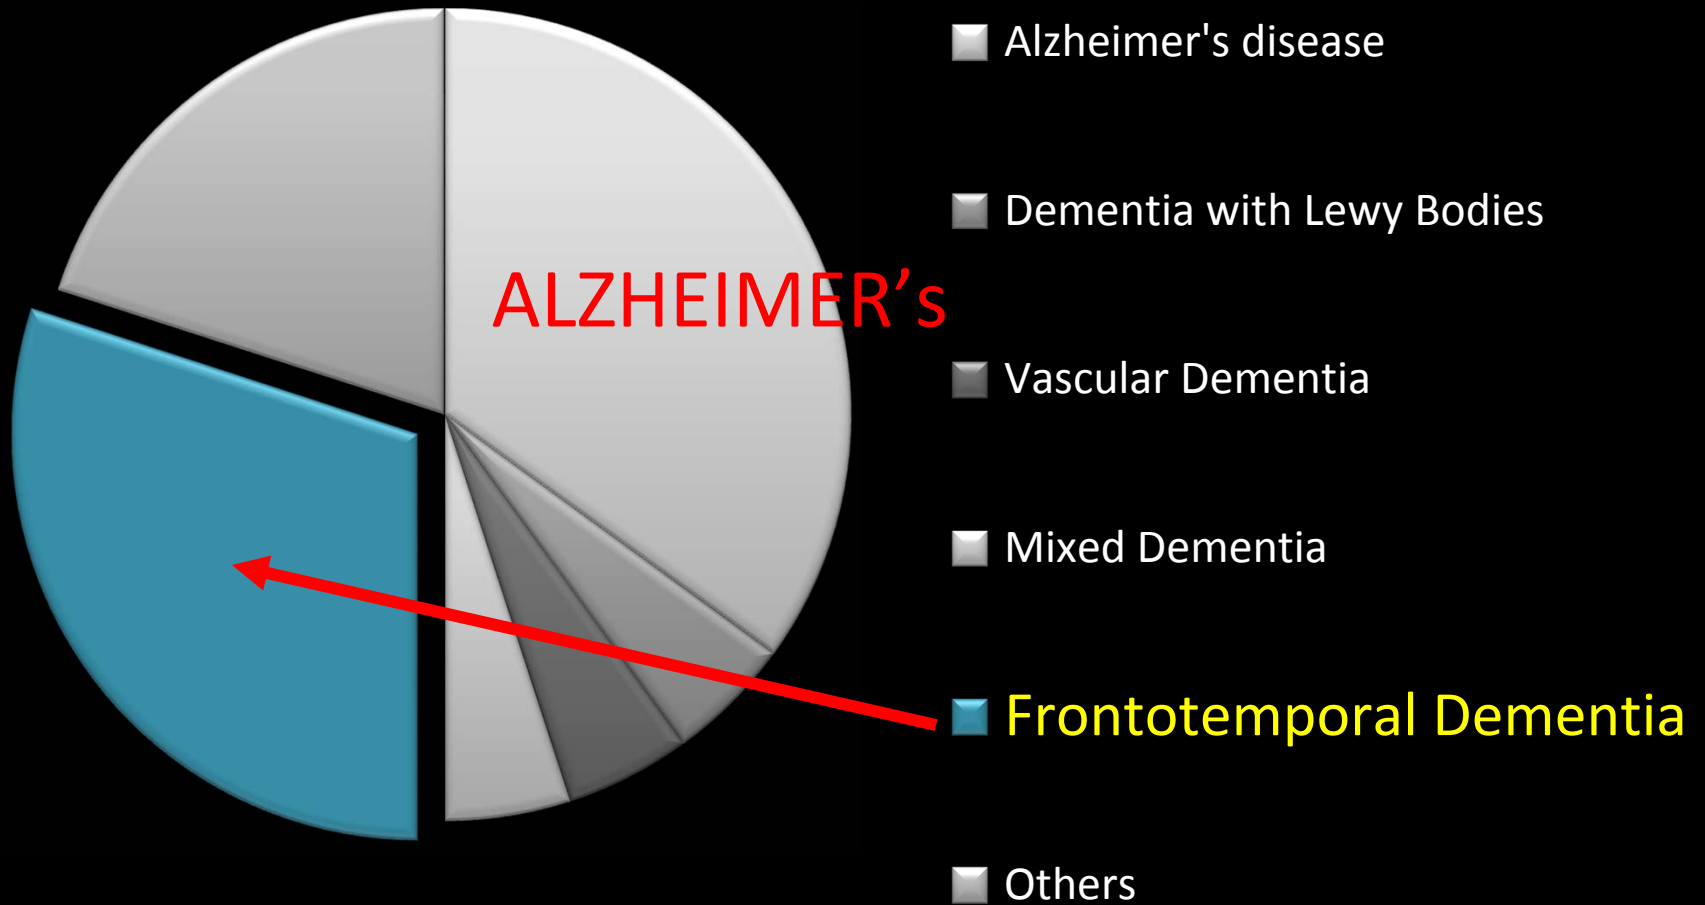 Alzheimer's disease
Dementia with Lewy Bodies
ALZHEIMER’s
Vascular Dementia
Mixed Dementia
Frontotemporal Dementia
Others